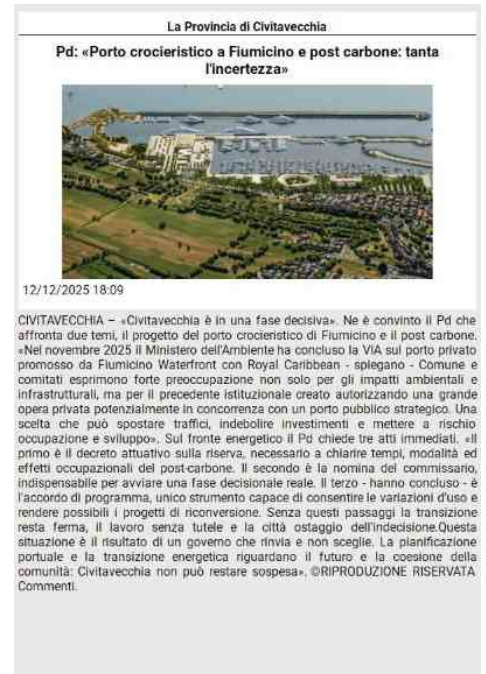 La Provincia di Civitavecchia
Pd: «Porto crocieristico a Fiumicino e post carbone: tanta
l'incertezza»
12/12/2025 18:09
CIVITAVECCHIA – «Civitavecchia è in una fase decisiva». Ne è convinto il Pd che
affronta due temi, il progetto del porto crocieristico di Fiumicino e il post carbone.
«Nel novembre 2025 il Ministero dell'Ambiente ha concluso la VIA sul porto privato
promosso da Fiumicino Waterfront con Royal Caribbean - spiegano - Comune e
comitati esprimono forte preoccupazione non solo per gli impatti ambientali e
infrastrutturali, ma per il precedente istituzionale creato autorizzando una grande
opera privata potenzialmente in concorrenza con un porto pubblico strategico. Una
scelta che può spostare traffici, indebolire investimenti e mettere a rischio
occupazione e sviluppo». Sul fronte energetico il Pd chiede tre atti immediati. «Il
primo è il decreto attuativo sulla riserva, necessario a chiarire tempi, modalità ed
effetti occupazionali del post-carbone. Il secondo è la nomina del commissario,
indispensabile per avviare una fase decisionale reale. Il terzo - hanno concluso - è
l'accordo di programma, unico strumento capace di consentire le variazioni d'uso e
rendere possibili i progetti di riconversione. Senza questi passaggi la transizione
resta ferma, il lavoro senza tutele e la città ostaggio dell'indecisione.Questa
situazione è il risultato di un governo che rinvia e non sceglie. La pianificazione
portuale e la transizione energetica riguardano il futuro e la coesione della
comunità: Civitavecchia non può restare sospesa». ©RIPRODUZIONE RISERVATA
Commenti.